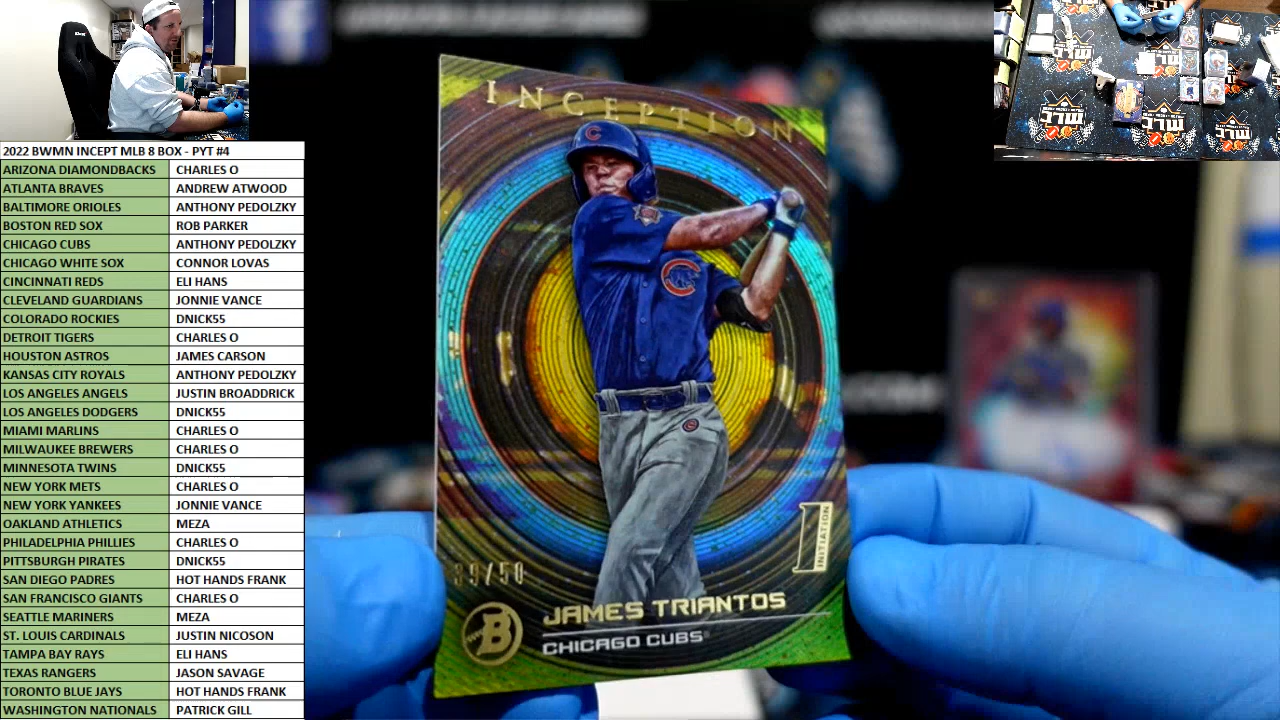 2022 BWMN INCEPT MLB 8 BOX - PYT #4
ARIZONA DIAMONDBACKS CHARLES O
ATLANTA BRAVES ANDREW ATWOOD
BALTIMORE ORIOLES ANTHONY PEDOLZKY
BOSTON RED SOX ROB PARKER
CHICAGO CUBS ANTHONY PEDOLZKY
CHICAGO WHITE SOX CONNOR LOVAS
CINCINNATI REDS ELI HANS
CLEVELAND GUARDIANS JONNIE VANCE
COLORADO ROCKIES DNICK55
DETROIT TIGERS CHARLES O
HOUSTON ASTROS JAMES CARSON
KANSAS CITY ROYALS ANTHONY PEDOLZKY
LOS ANGELES ANGELS JUSTIN BROADDRICK
LOS ANGELES DODGERS DNICK55
MIAMI MARLINS CHARLES O
MILWAUKEE BREWERS CHARLES O
MINNESOTA TWINS DNICK55
NEW YORK METS CHARLES O
NEW YORK YANKEES JONNIE VANCE
OAKLAND ATHLETICS MEZA
PHILADELPHIA PHILLIES CHARLES O
PITTSBURGH PIRATES DNICK55
SAN DIEGO PADRES HOT HANDS FRANK
SAN FRANCISCO GIANTS CHARLES O
SEATTLE MARINERS MEZA
ST. LOUIS CARDINALS JUSTIN NICOSON
TAMPA BAY RAYS ELI HANS
TEXAS RANGERS JASON SAVAGE
TORONTO BLUE JAYS HOT HANDS FRANK
WASHINGTON NATIONALS PATRICK GILL
INCEPTION
C
C
1 INITIATION
39/50
B
JAMES TRIANTOS
CHICAGO CUBS